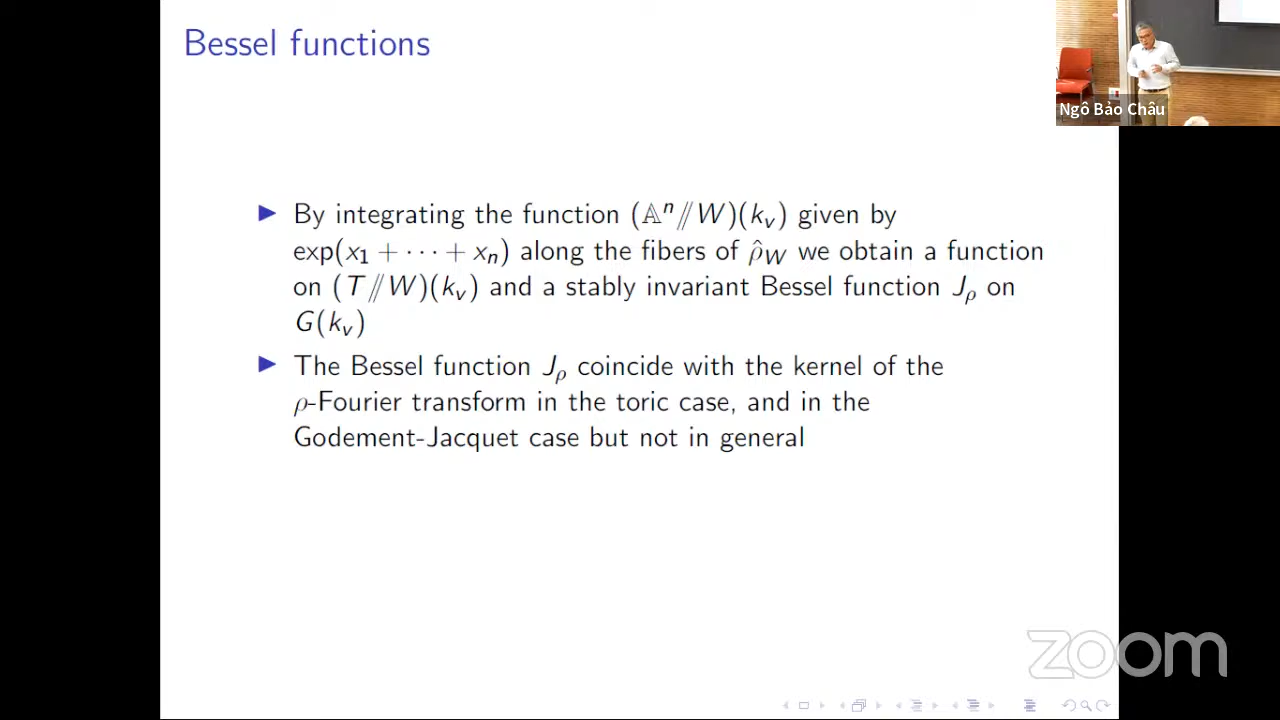 Bessel functions
Ngô Bảo Châu
▶ By integrating the function (𝔸ⁿ⫽W)(kᵥ) given by
exp(x₁ + ⋯ + xₙ) along the fibers of ρ̂_W we obtain a function
on (T⫽W)(kᵥ) and a stably invariant Bessel function J_ρ on
G(kᵥ)
▶ The Bessel function J_ρ coincide with the kernel of the
ρ-Fourier transform in the toric case, and in the
Godement-Jacquet case but not in general
zoom